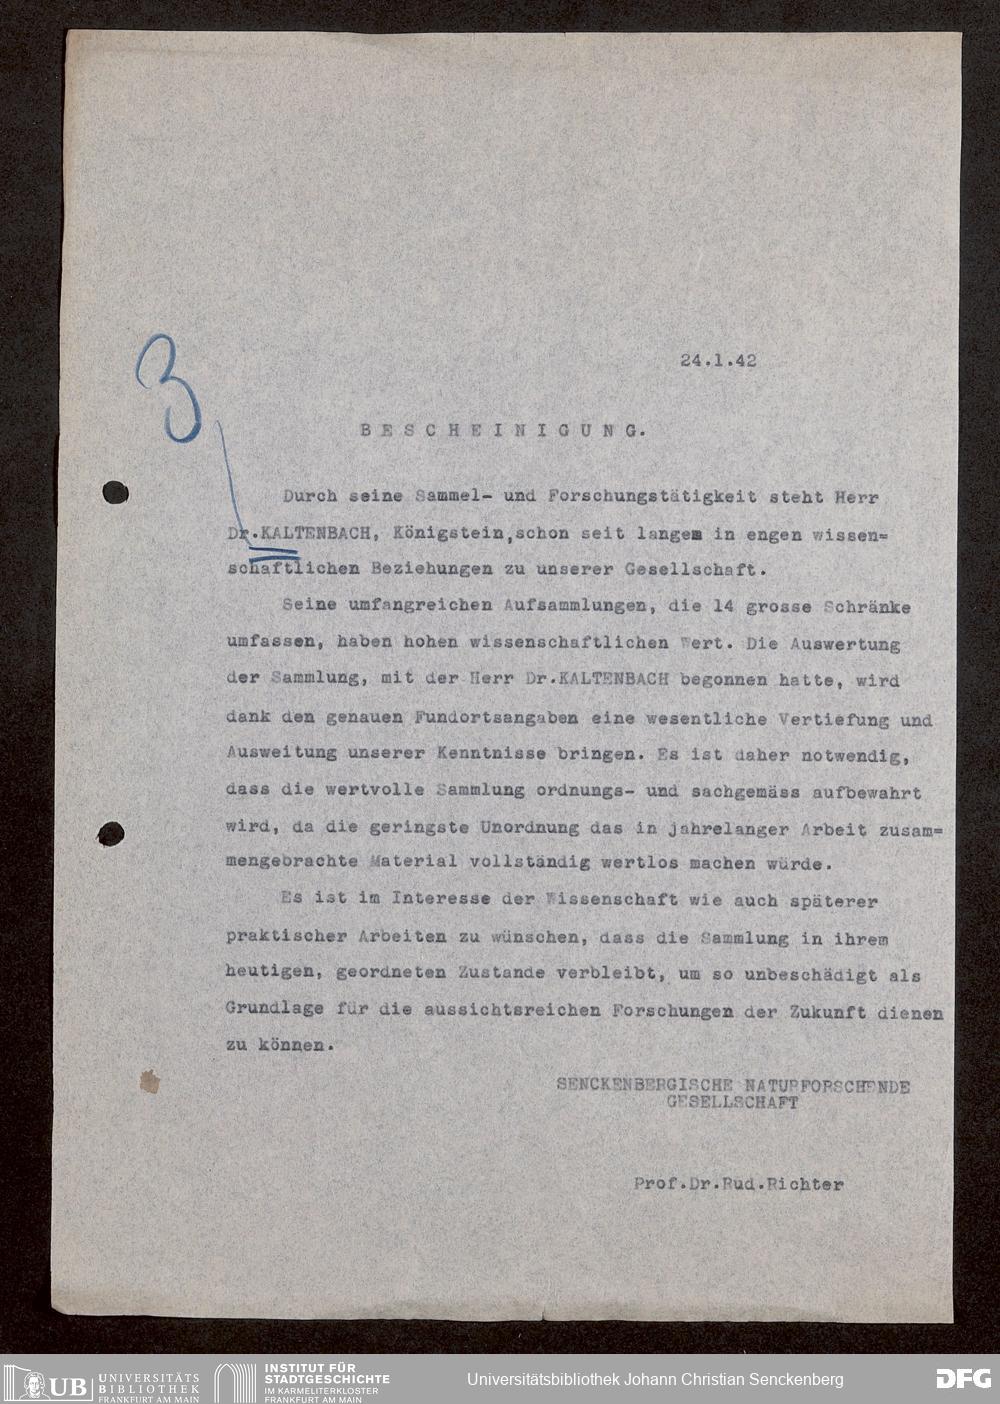 24.1.42
3
BESCHEINIGUNG.
Durch seine Sammel- und Forschungstätigkeit steht Herr
Dr.KALTENBACH, Königstein,schon seit langem in engen wissen=
schaftlichen Beziehungen zu unserer Gesellschaft.
Seine umfangreichen Aufsammlungen, die 14 grosse Schränke
umfassen, haben hohen wissenschaftlichen Wert. Die Auswertung
der Sammlung, mit der Herr Dr.KALTENBACH begonnen hatte, wird
dank den genauen Fundortsangaben eine wesentliche Vertiefung und
Ausweitung unserer Kenntnisse bringen. Es ist daher notwendig,
dass die wertvolle Sammlung ordnungs- und sachgemäss aufbewahrt
wird, da die geringste Unordnung das in jahrelanger Arbeit zusam=
mengebrachte Material vollständig wertlos machen würde.
Es ist im Interesse der Wissenschaft wie auch späterer
praktischer Arbeiten zu wünschen, dass die Sammlung in ihrem
heutigen, geordneten Zustande verbleibt, um so unbeschädigt als
Grundlage für die aussichtsreichen Forschungen der Zukunft dienen
zu können.
SENCKENBERGISCHE NATURFORSCHENDE
GESELLSCHAFT
Prof.Dr.Rud.Richter
UB UNIVERSITÄTS
BIBLIOTHEK
FRANKFURT AM MAIN
INSTITUT FÜR
STADTGESCHICHTE
IM KARMELITERKLOSTER
FRANKFURT AM MAIN
Universitätsbibliothek Johann Christian Senckenberg
DFG